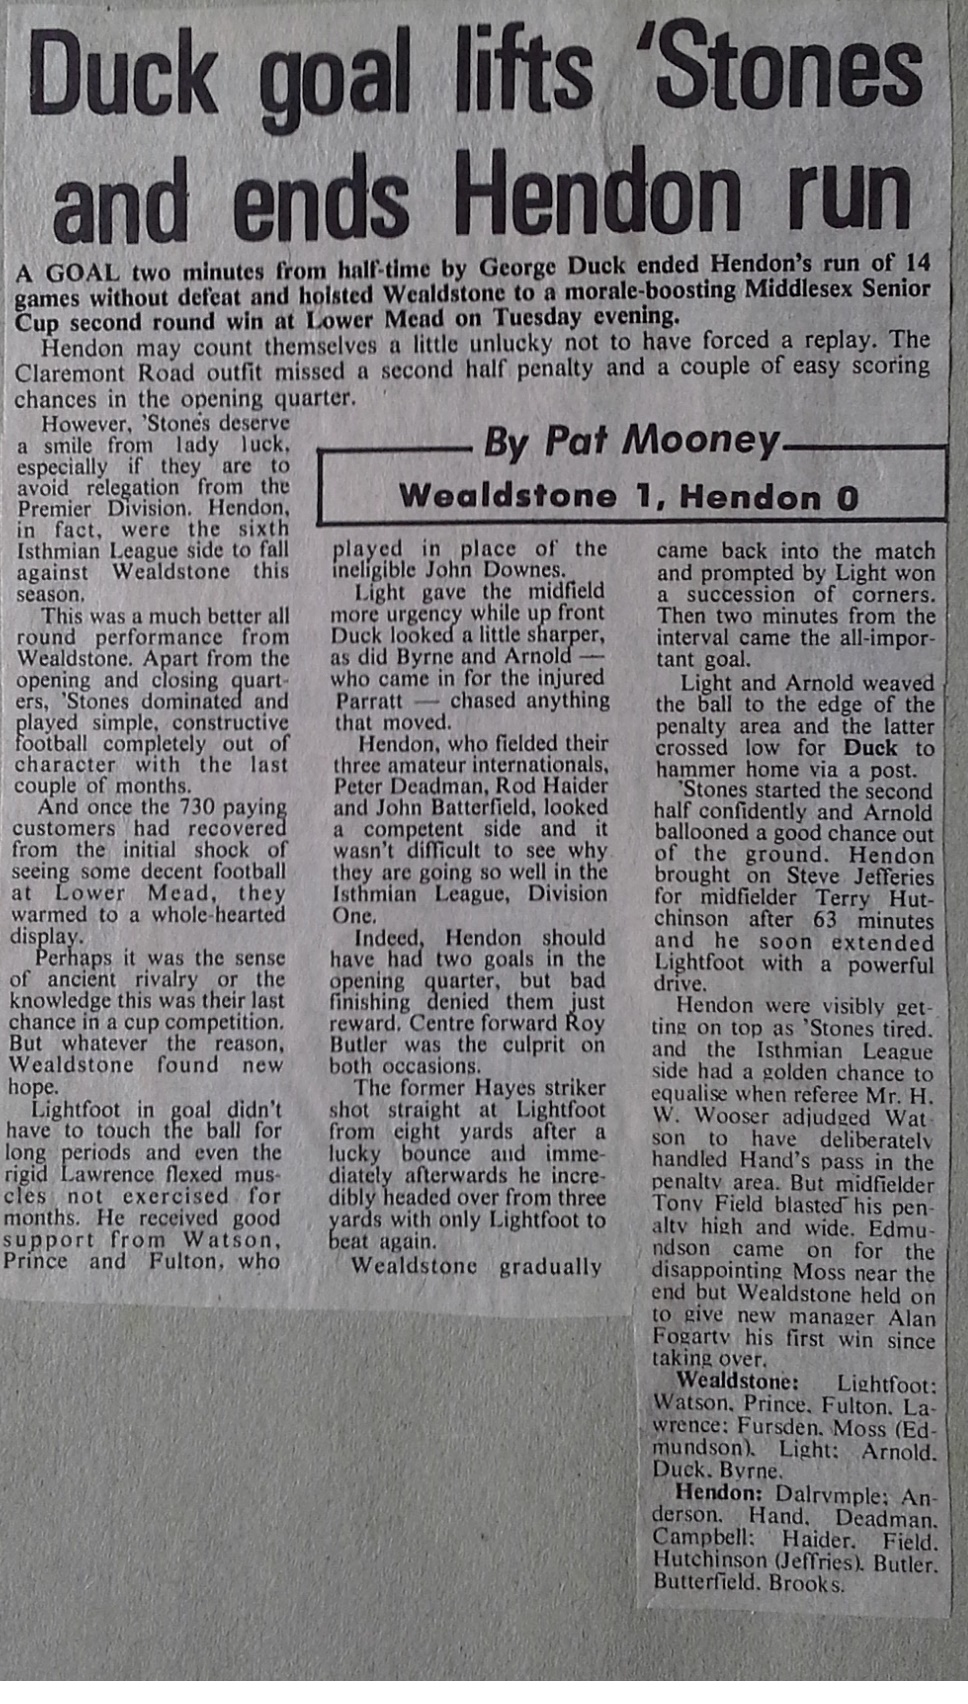 Duck goal lifts 'Stones
and ends Hendon run
A GOAL two minutes from half-time by George Duck ended Hendon's run of 14
games without defeat and hoisted Wealdstone to a morale-boosting Middlesex Senior
Cup second round win at Lower Mead on Tuesday evening.
Hendon may count themselves a little unlucky not to have forced a replay. The
Claremont Road outfit missed a second half penalty and a couple of easy scoring
chances in the opening quarter.
However, 'Stones deserve
a smile from lady luck,
especially if they are to
avoid relegation from the
Premier Division. Hendon,
in fact, were the sixth
Isthmian League side to fall
against Wealdstone this
season.
This was a much better all
round performance from
Wealdstone. Apart from the
opening and closing quart-
ers, 'Stones dominated and
played simple, constructive
football completely out of
character with the last
couple of months.
And once the 730 paying
customers had recovered
from the initial shock of
seeing some decent football
at Lower Mead, they
warmed to a whole-hearted
display.
Perhaps it was the sense
of ancient rivalry or the
knowledge this was their last
chance in a cup competition.
But whatever the reason,
Wealdstone found new
hope.
Lightfoot in goal didn't
have to touch the ball for
long periods and even the
rigid Lawrence flexed mus-
cles not exercised for
months. He received good
support from Watson,
Prince and Fulton, who
By Pat Mooney
Wealdstone 1, Hendon 0
played in place of the
ineligible John Downes.
Light gave the midfield
more urgency while up front
Duck looked a little sharper,
as did Byrne and Arnold —
who came in for the injured
Parratt — chased anything
that moved.
Hendon, who fielded their
three amateur internationals,
Peter Deadman, Rod Haider
and John Batterfield, looked
a competent side and it
wasn't difficult to see why
they are going so well in the
Isthmian League, Division
One.
Indeed, Hendon should
have had two goals in the
opening quarter, but bad
finishing denied them just
reward. Centre forward Roy
Butler was the culprit on
both occasions.
The former Hayes striker
shot straight at Lightfoot
from eight yards after a
lucky bounce and imme-
diately afterwards he incre-
dibly headed over from three
yards with only Lightfoot to
beat again.
Wealdstone gradually
came back into the match
and prompted by Light won
a succession of corners.
Then two minutes from the
interval came the all-impor-
tant goal.
Light and Arnold weaved
the ball to the edge of the
penalty area and the latter
crossed low for Duck to
hammer home via a post.
'Stones started the second
half confidently and Arnold
ballooned a good chance out
of the ground. Hendon
brought on Steve Jefferies
for midfielder Terry Hut-
chinson after 63 minutes
and he soon extended
Lightfoot with a powerful
drive.
Hendon were visibly get-
ting on top as 'Stones tired,
and the Isthmian League
side had a golden chance to
equalise when referee Mr. H.
W. Wooser adjudged Wat-
son to have deliberately
handled Hand's pass in the
penalty area. But midfielder
Tony Field blasted his pen-
alty high and wide. Edmu-
ndson came on for the
disappointing Moss near the
end but Wealdstone held on
to give new manager Alan
Fogarty his first win since
taking over.
Wealdstone: Lightfoot;
Watson, Prince, Fulton, La-
wrence; Fursden, Moss (Ed-
mundson), Light; Arnold,
Duck, Byrne.
Hendon: Dalrymple; An-
derson, Hand, Deadman,
Campbell; Haider, Field,
Hutchinson (Jeffries), Butler,
Butterfield, Brooks.